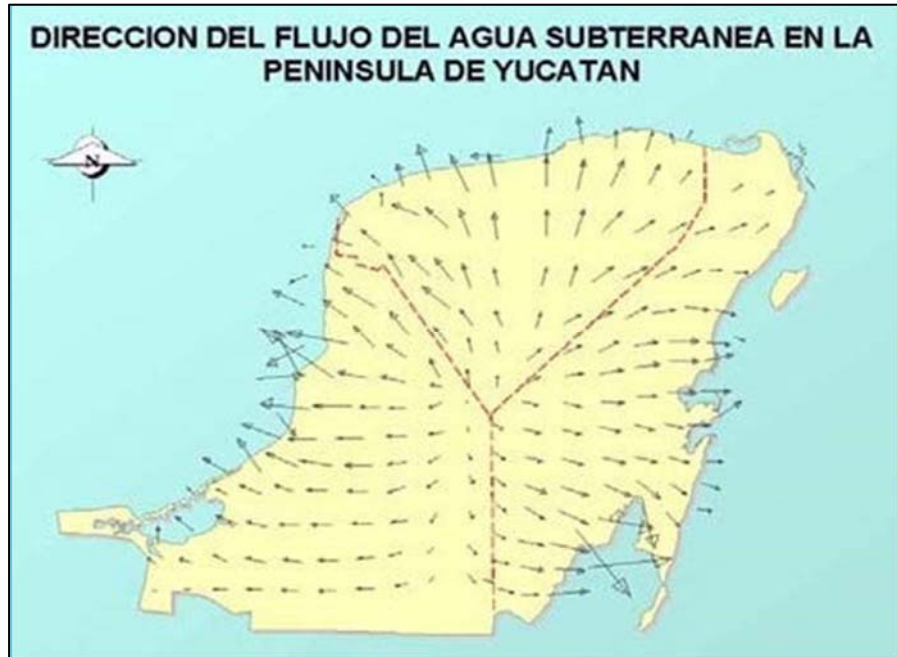 DIRECCION DEL FLUJO DEL AGUA SUBTERRANEA EN LA
PENINSULA DE YUCATAN
N